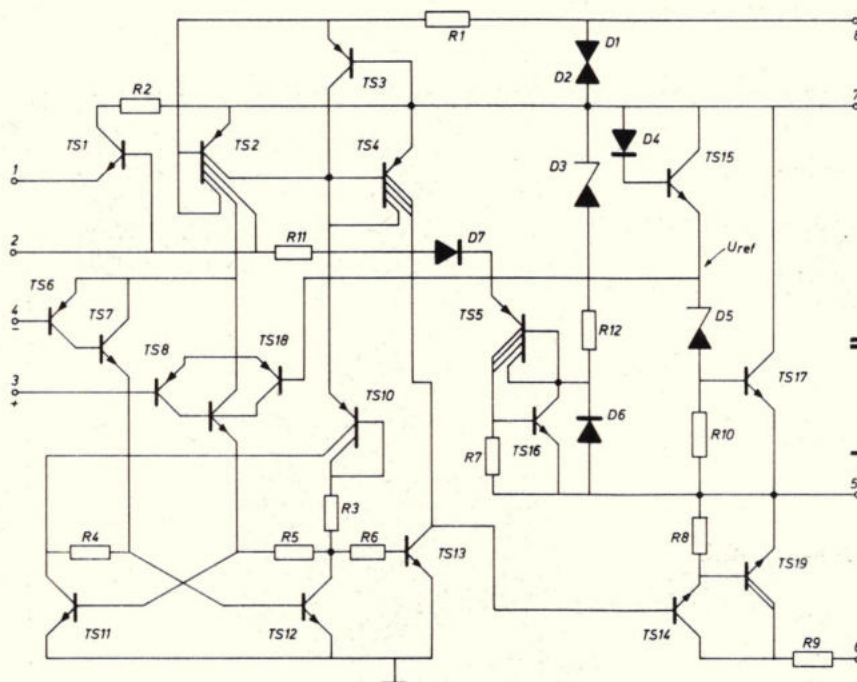 R1
8
D1
D2
TS3
R2
7
TS1
TS2
TS4
D3
D4
TS15
1
2
R11
D7
Uref
TS6
4
-
TS7
TS8
TS18
TS5
R12
D5
3
+
TS10
TS17
R7
TS16
D6
R10
5
R3
R4
R5
R6
TS13
R8
TS19
TS11
TS12
TS14
R9
6